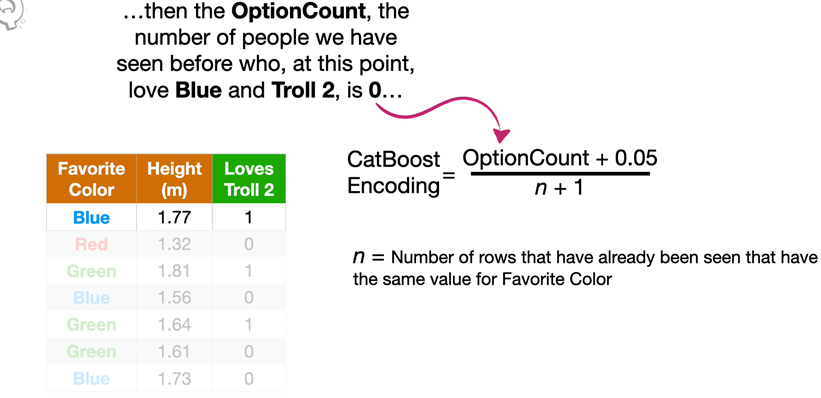 ...then the OptionCount, the
number of people we have
seen before who, at this point,
love Blue and Troll 2, is 0...
CatBoost Encoding = OptionCount + 0.05 / n + 1
n = Number of rows that have already been seen that have
the same value for Favorite Color
Favorite Color Height (m) Loves Troll 2
Blue 1.77 1
Red 1.32 0
Green 1.81 1
Blue 1.56 0
Green 1.64 1
Green 1.61 0
Blue 1.73 0